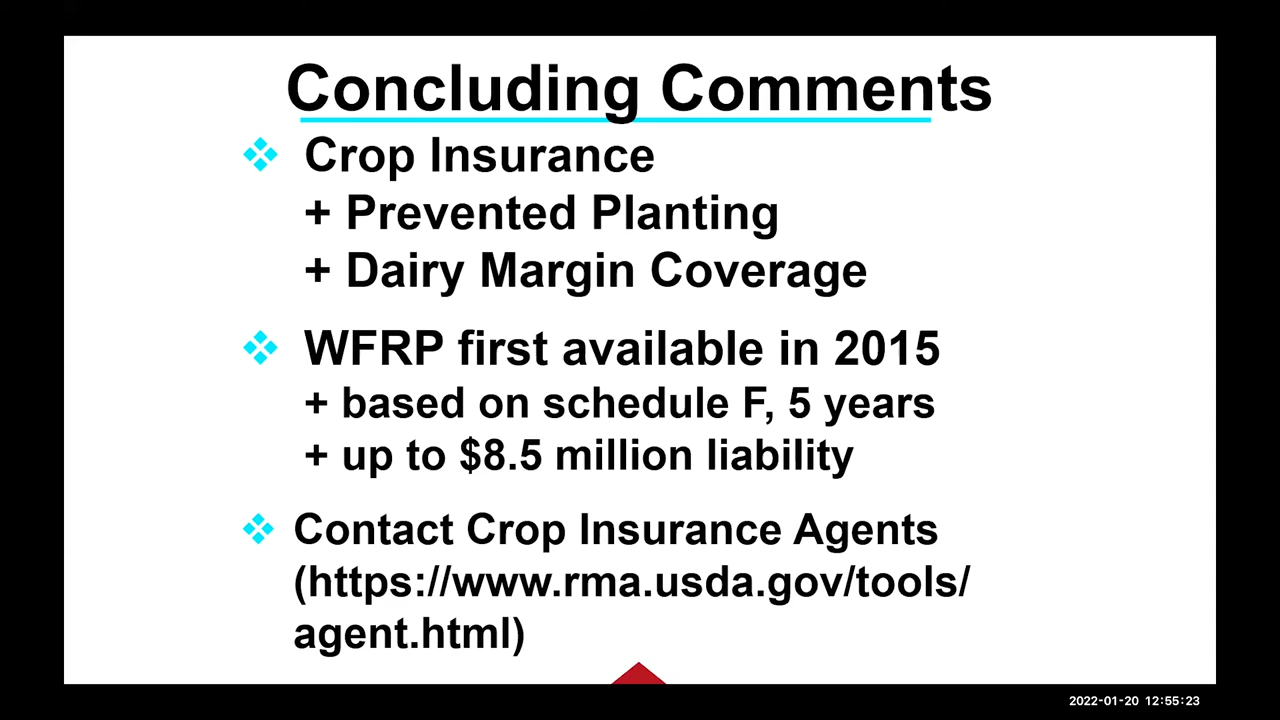 Concluding Comments
Crop Insurance
+ Prevented Planting
+ Dairy Margin Coverage
WFRP first available in 2015
+ based on schedule F, 5 years
+ up to $8.5 million liability
Contact Crop Insurance Agents
(https://www.rma.usda.gov/tools/
agent.html)
2022-01-20 12:55:23